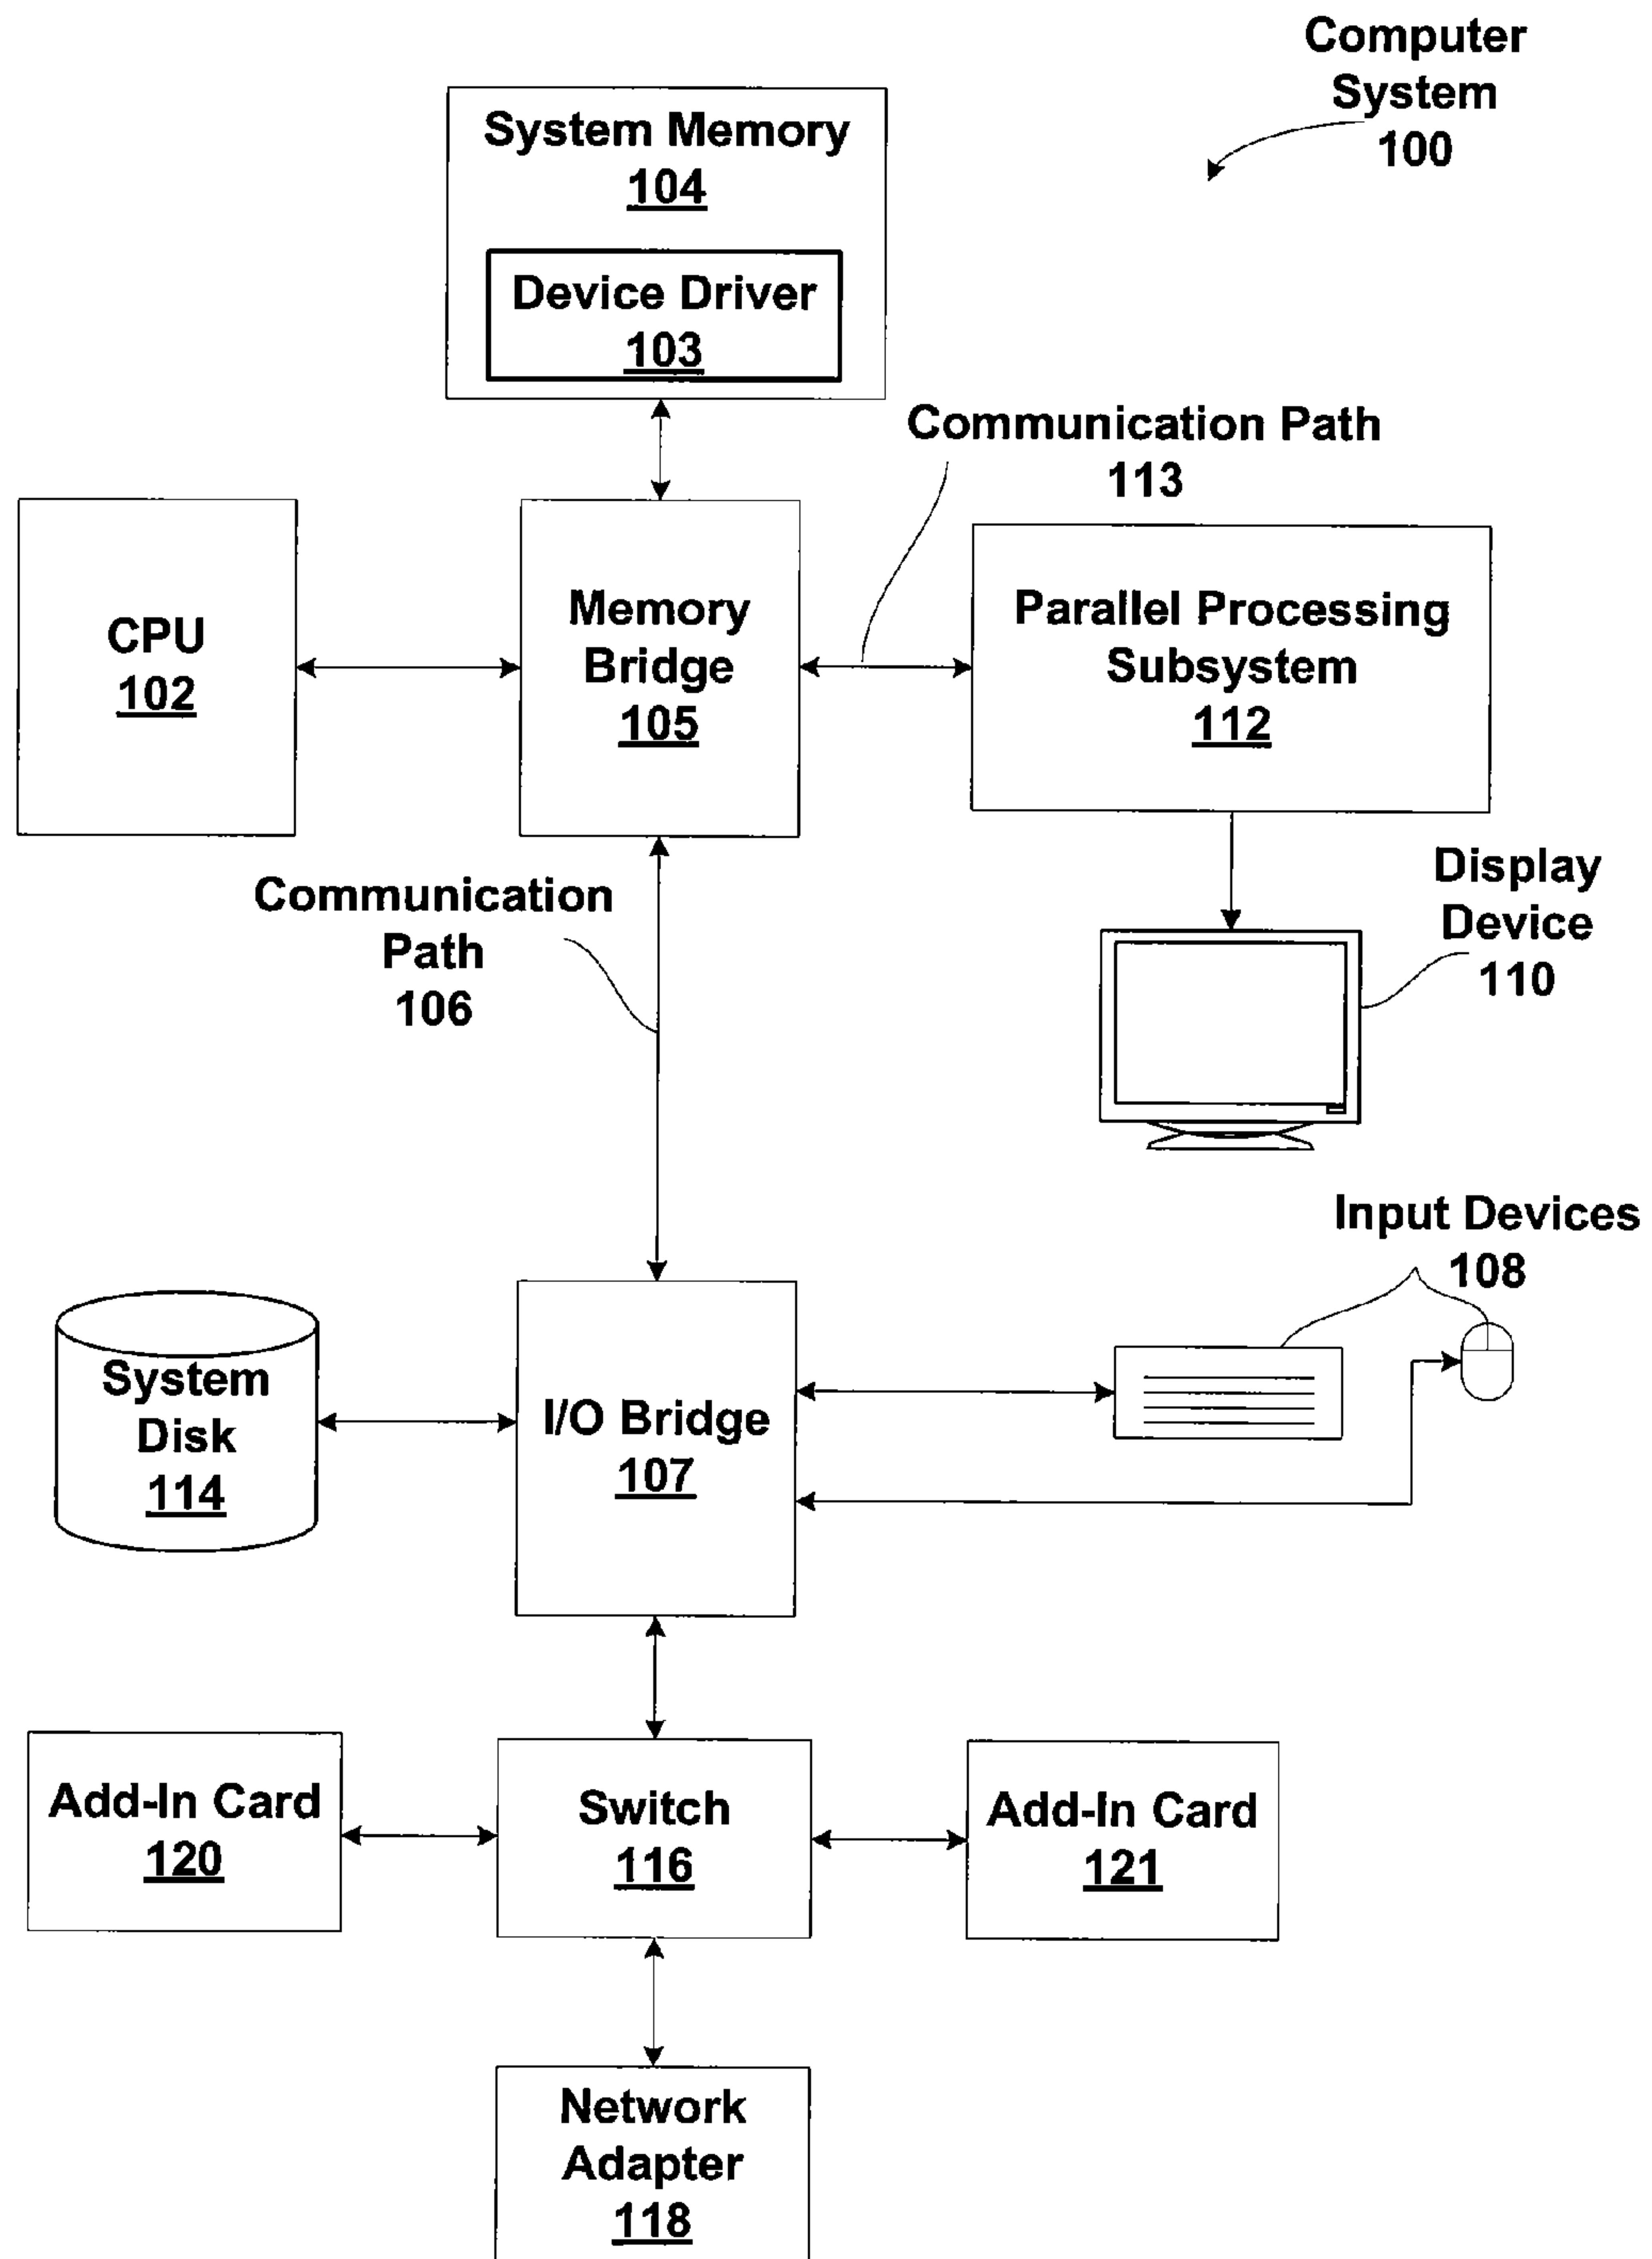 Computer
System
100
System Memory
104
Device Driver
103
Communication Path
113
CPU
102
Memory
Bridge
105
Parallel Processing
Subsystem
112
Communication
Path
106
Display
Device
110
Input Devices
108
System
Disk
114
I/O Bridge
107
Add-In Card
120
Switch
116
Add-In Card
121
Network
Adapter
118